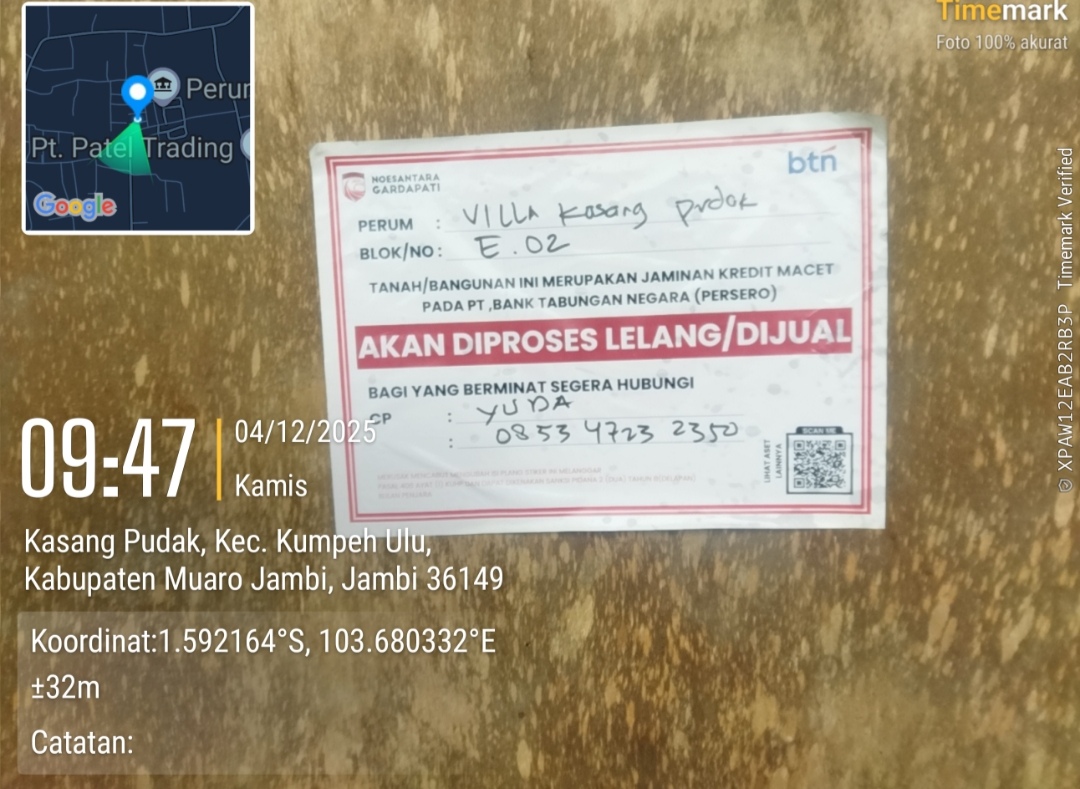 Timemark
Foto 100% akurat
Perum
Pt. Patel Trading
Google
NOESANTARA
GARDAPATI
btn
PERUM : VILLA Kasang pudak
BLOK/NO : E.02
TANAH/BANGUNAN INI MERUPAKAN JAMINAN KREDIT MACET
PADA PT ,BANK TABUNGAN NEGARA (PERSERO)
AKAN DIPROSES LELANG/DIJUAL
BAGI YANG BERMINAT SEGERA HUBUNGI
CP : YUDA
: 0853 4723 2350
SCAN ME
LIHAT ASET
LAINNYA
09:47
04/12/2025
Kamis
Kasang Pudak, Kec. Kumpeh Ulu,
Kabupaten Muaro Jambi, Jambi 36149
Koordinat:1.592164°S, 103.680332°E
±32m
Catatan:
© XPAW12EAB2RB3P Timemark Verified